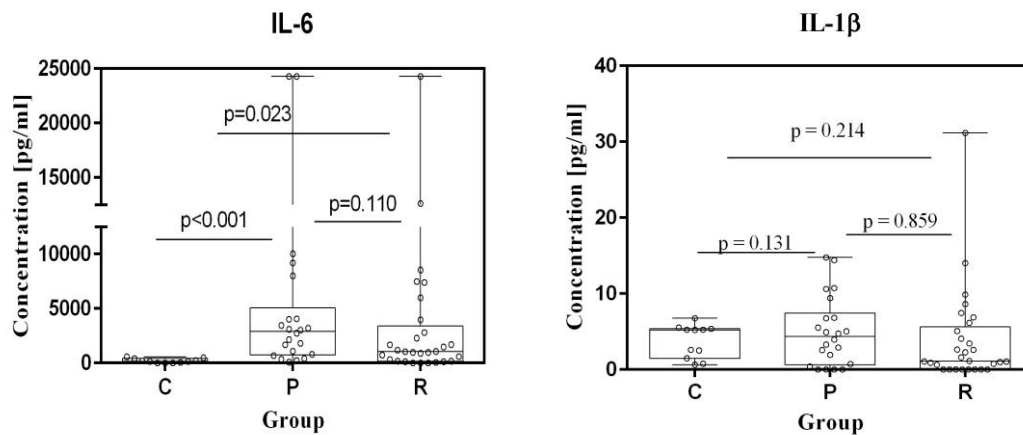 IL-6
Concentration [pg/ml]
25000
20000
15000
10000
5000
0
p=0.023
p<0.001
p=0.110
C P R
Group
IL-1β
Concentration [pg/ml]
40
30
20
10
0
p = 0.214
p = 0.131
p = 0.859
C P R
Group